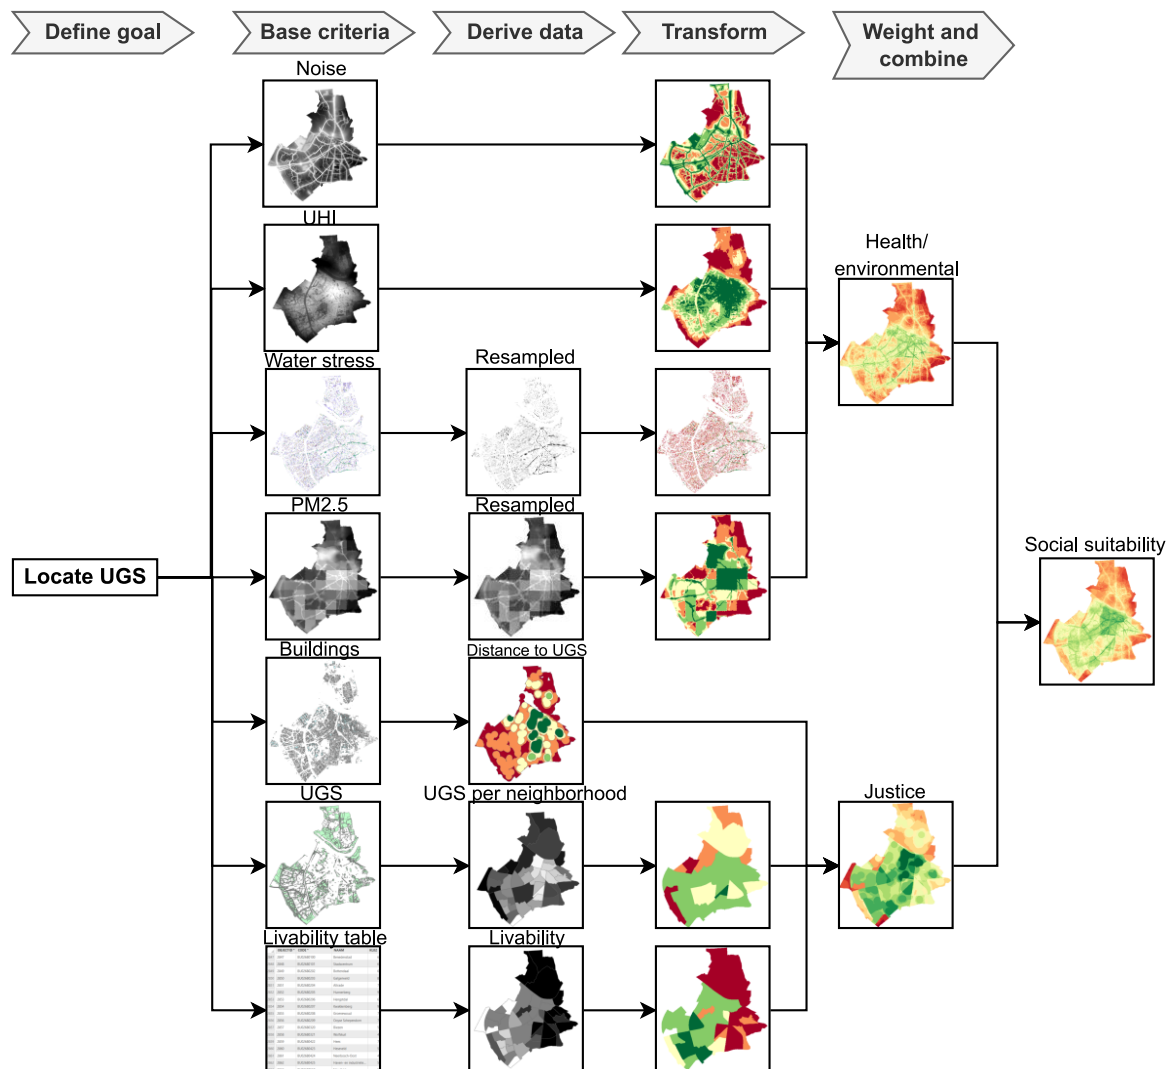 Define goal
Base criteria
Derive data
Transform
Weight and
combine
Noise
UHI
Health/
environmental
Water stress
Resampled
PM2.5
Resampled
Locate UGS
Social suitability
Buildings
Distance to UGS
UGS
UGS per neighborhood
Justice
Livability table
Livability